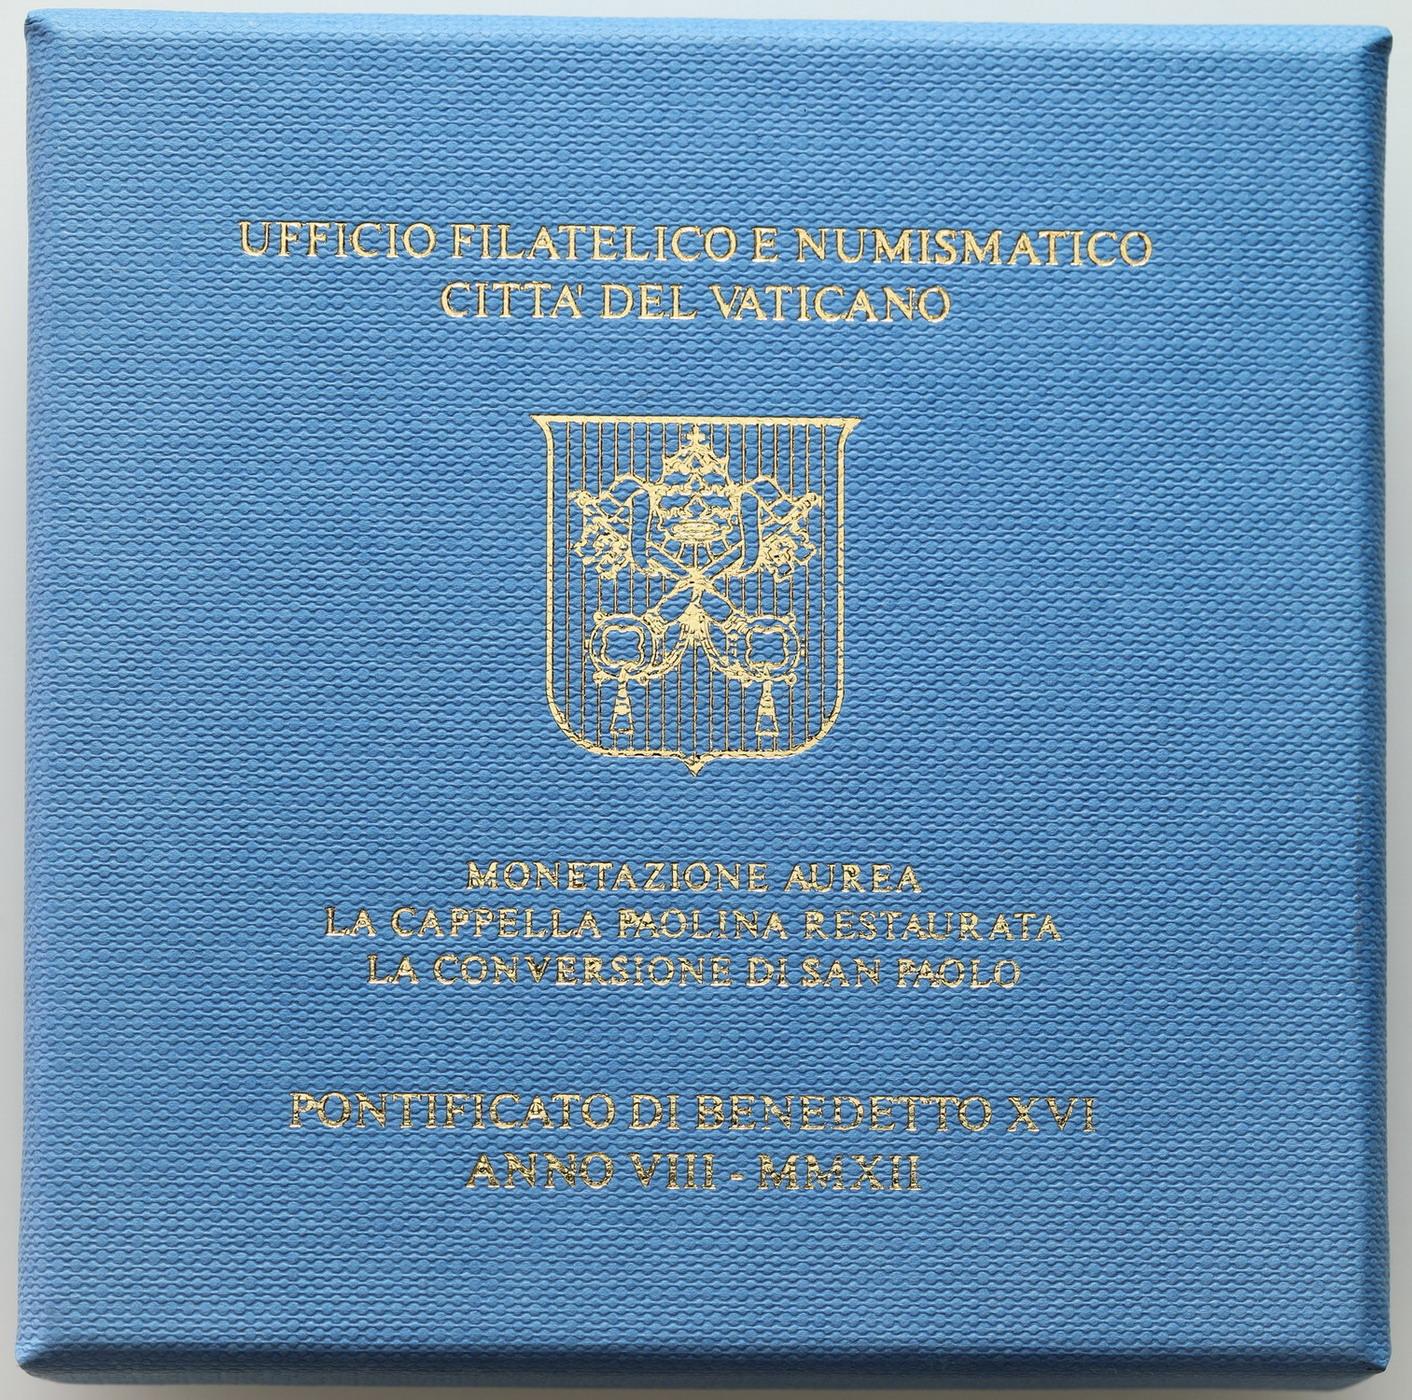 UFFICIO FILATELICO E NUMISMATICO
CITTA' DEL VATICANO
MONETAZIONE AUREA
LA CAPPELLA PAOLINA RESTAURATA
LA CONVERSIONE DI SAN PAOLO
PONTIFICATO DI BENEDETTO XVI
ANNO VIII - MMXII